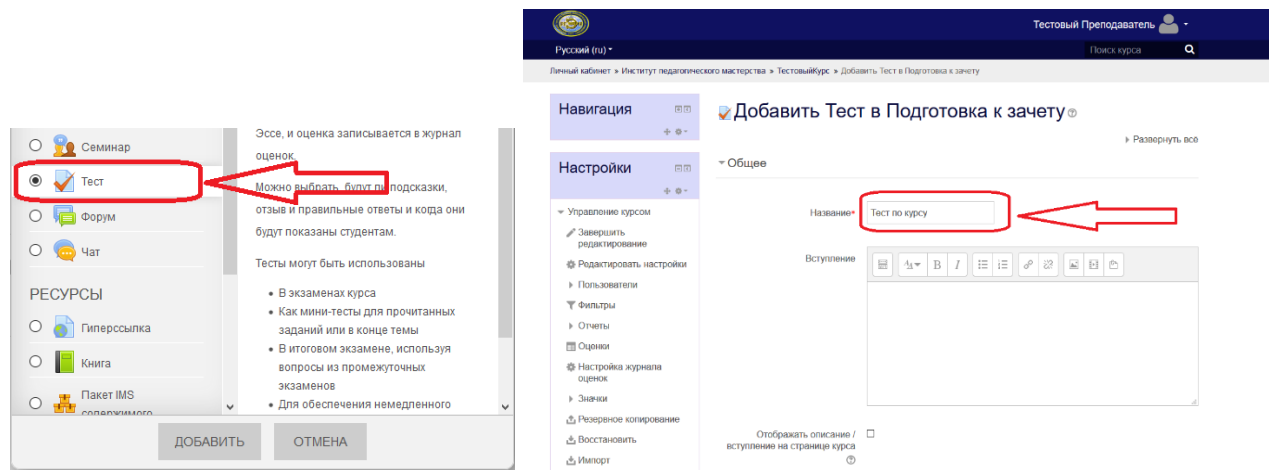 Семинар
Тест
Форум
Чат
РЕСУРСЫ
Гиперссылка
Книга
Пакет IMS
содержимого
Эссе, и оценка записывается в журнал
оценок.
Можно выбрать, будут ли подсказки,
отзыв и правильные ответы и когда они
будут показаны студентам.
Тесты могут быть использованы
• В экзаменах курса
• Как мини-тесты для прочитанных
заданий или в конце темы
• В итоговом экзамене, используя
вопросы из промежуточных
экзаменов
• Для обеспечения немедленного
ДОБАВИТЬ ОТМЕНА
Тестовый Преподаватель
Русский (ru)
Поиск курса
Личный кабинет » Институт педагогического мастерства » ТестовыйКурс » Добавить Тест в Подготовка к зачету
Навигация
Настройки
Управление курсом
Завершить
редактирование
Редактировать настройки
Пользователи
Фильтры
Отчеты
Оценки
Настройка журнала
оценок
Значки
Резервное копирование
Восстановить
Импорт
Добавить Тест в Подготовка к зачету
Развернуть все
Общее
Название* Тест по курсу
Вступление
B I
Отображать описание /
вступление на странице курса